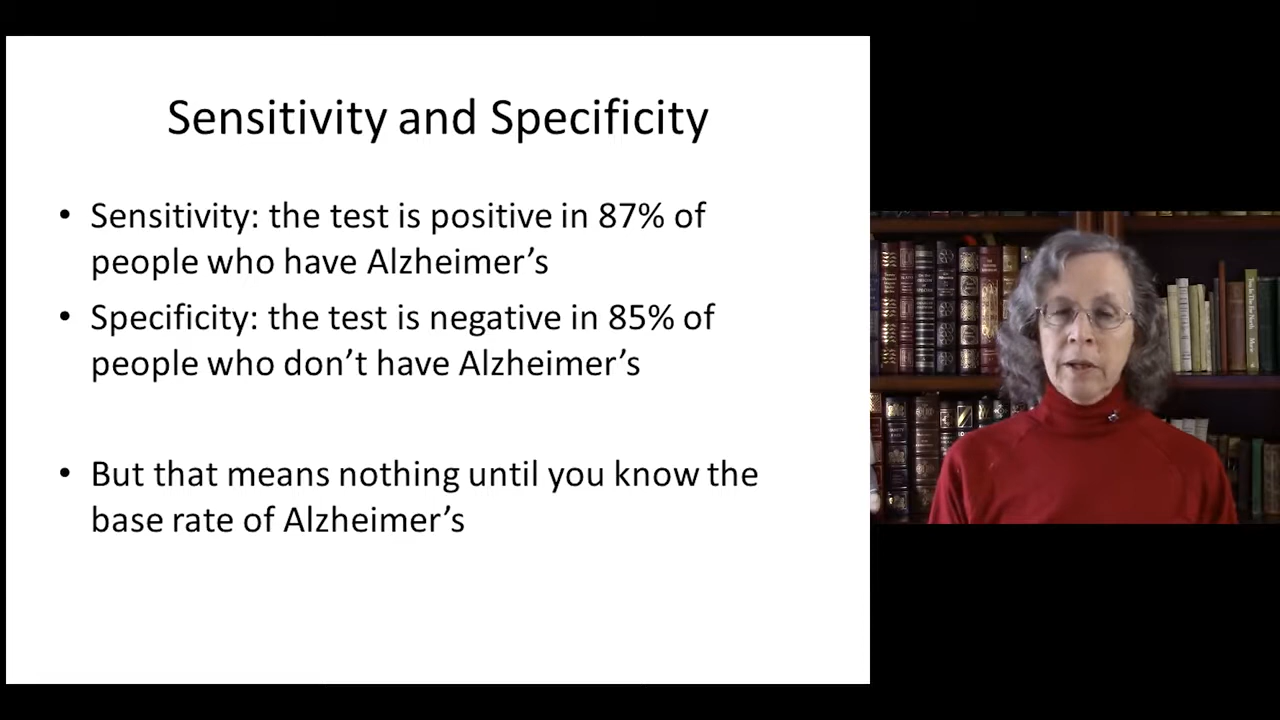 Sensitivity and Specificity
• Sensitivity: the test is positive in 87% of
people who have Alzheimer’s
• Specificity: the test is negative in 85% of
people who don’t have Alzheimer’s
• But that means nothing until you know the
base rate of Alzheimer’s